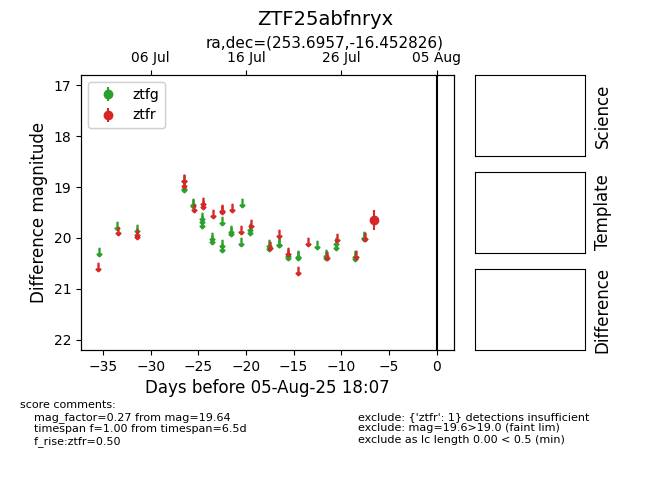 ZTF25abfnryx
ra,dec=(253.6957,-16.452826)
06 Jul 16 Jul 26 Jul 05 Aug
ztfg
ztfr
17
18
19
20
21
22
Difference magnitude
−35 −30 −25 −20 −15 −10 −5 0
Days before 05-Aug-25 18:07
Science
Template
Difference
score comments:
mag_factor=0.27 from mag=19.64
timespan f=1.00 from timespan=6.5d
f_rise:ztfr=0.50
exclude: {'ztfr': 1} detections insufficient
exclude: mag=19.6>19.0 (faint lim)
exclude as lc length 0.00 < 0.5 (min)